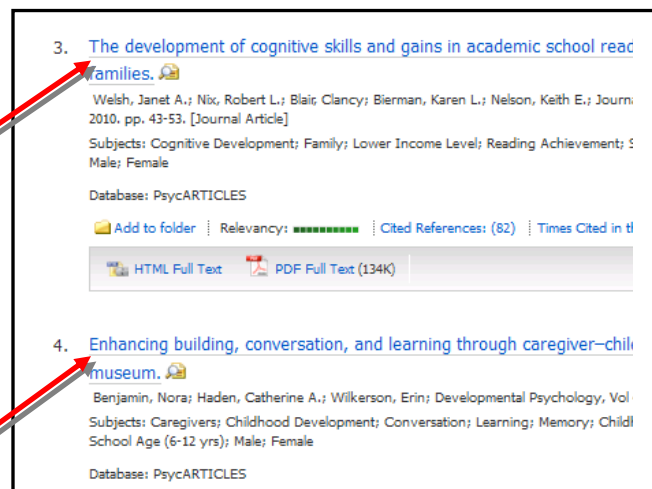 3. The development of cognitive skills and gains in academic school read
families.
Welsh, Janet A.; Nix, Robert L.; Blair, Clancy; Bierman, Karen L.; Nelson, Keith E.; Journa
2010. pp. 43-53. [Journal Article]
Subjects: Cognitive Development; Family; Lower Income Level; Reading Achievement; S
Male; Female
Database: PsycARTICLES
Add to folder Relevancy: Cited References: (82) Times Cited in th
HTML Full Text PDF Full Text (134K)
4. Enhancing building, conversation, and learning through caregiver–chil
museum.
Benjamin, Nora; Haden, Catherine A.; Wilkerson, Erin; Developmental Psychology, Vol
Subjects: Caregivers; Childhood Development; Conversation; Learning; Memory; Child
School Age (6-12 yrs); Male; Female
Database: PsycARTICLES